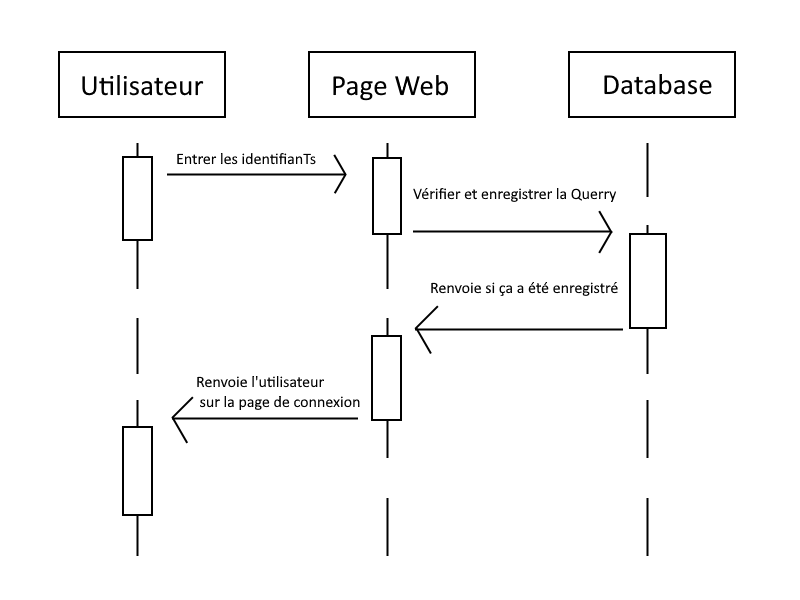 Utilisateur
Page Web
Database
Entrer les identifianTs
Vérifier et enregistrer la Querry
Renvoie si ça a été enregistré
Renvoie l'utilisateur
sur la page de connexion